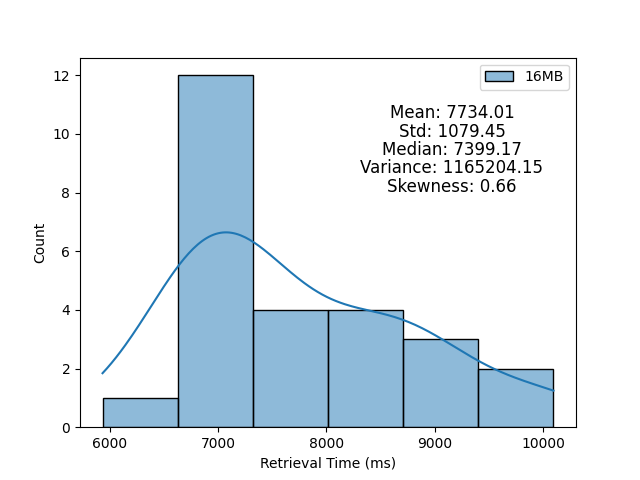 16MB
Mean: 7734.01
Std: 1079.45
Median: 7399.17
Variance: 1165204.15
Skewness: 0.66
Count
12
10
8
6
4
2
0
6000 7000 8000 9000 10000
Retrieval Time (ms)